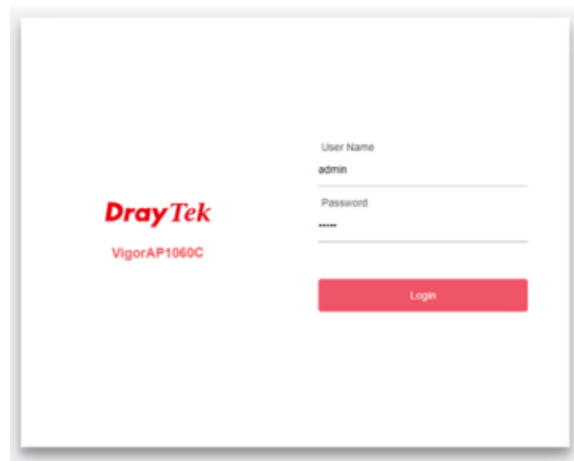 User Name
admin
Password
•••••
DrayTek
VigorAP1060C
Login